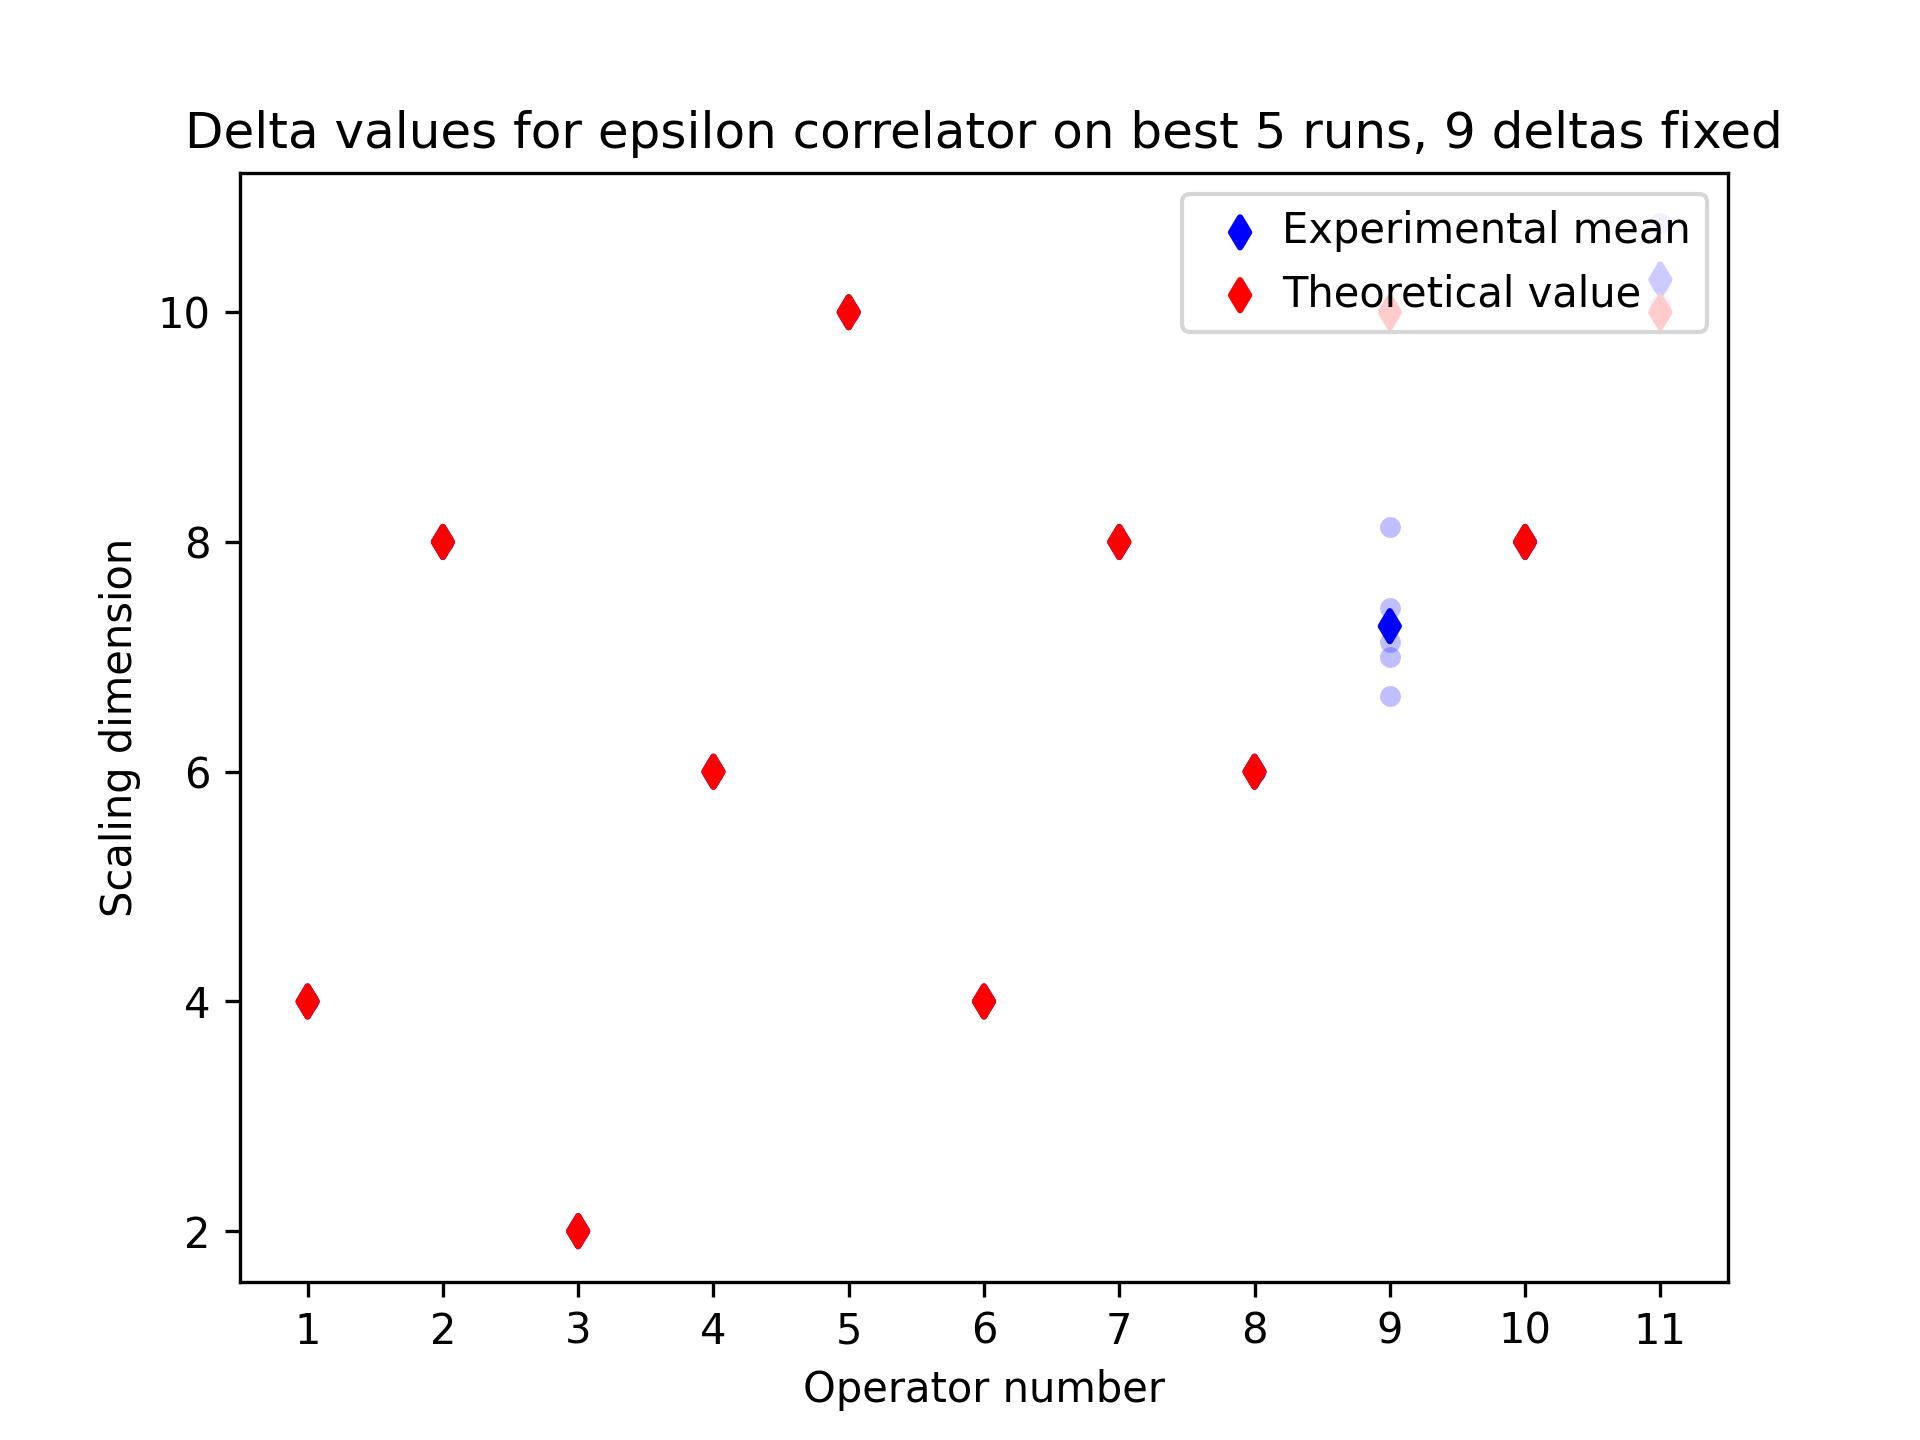 Delta values for epsilon correlator on best 5 runs, 9 deltas fixed
Experimental mean
Theoretical value
10
8
6
4
2
Scaling dimension
1 2 3 4 5 6 7 8 9 10 11
Operator number